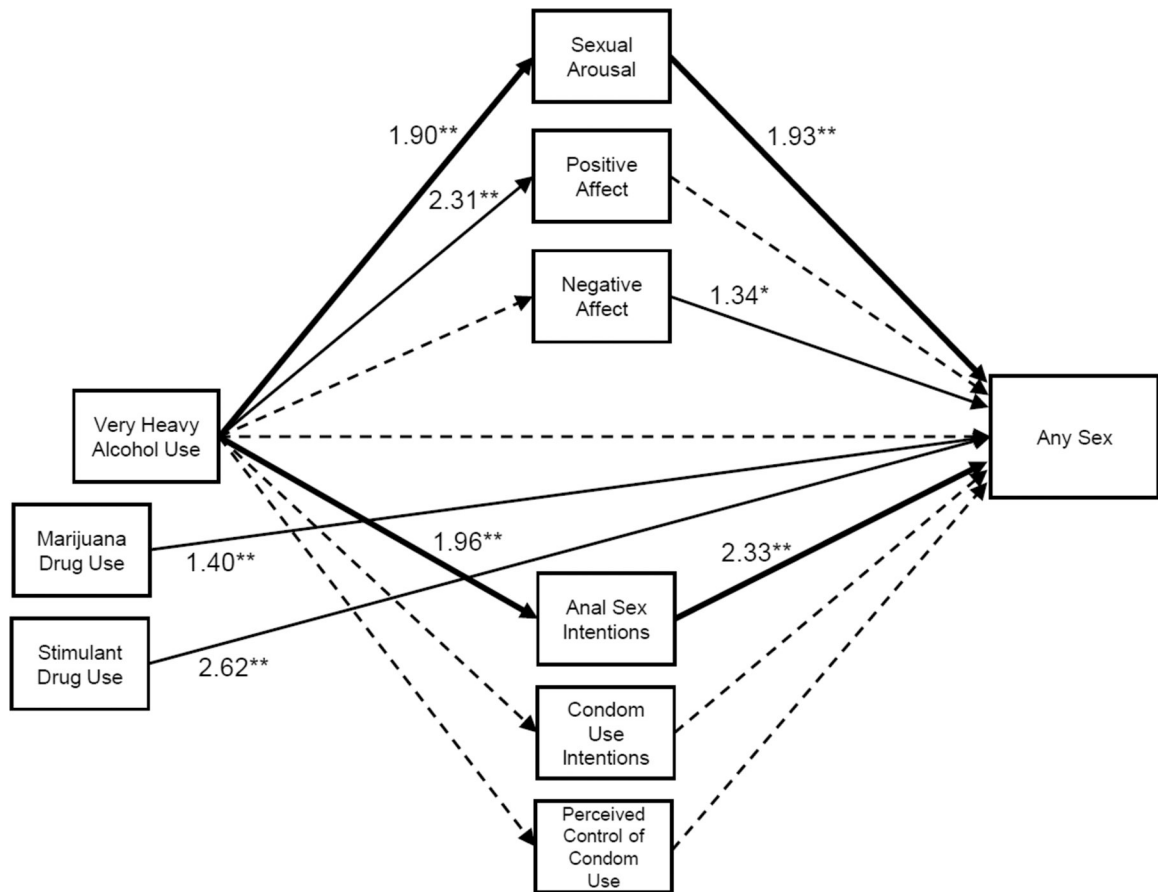 Sexual
Arousal
1.90**
1.93**
Positive
Affect
2.31**
Negative
Affect
1.34*
Very Heavy
Alcohol Use
Any Sex
Marijuana
Drug Use
1.40**
1.96**
2.33**
Anal Sex
Intentions
Stimulant
Drug Use
2.62**
Condom
Use
Intentions
Perceived
Control of
Condom
Use